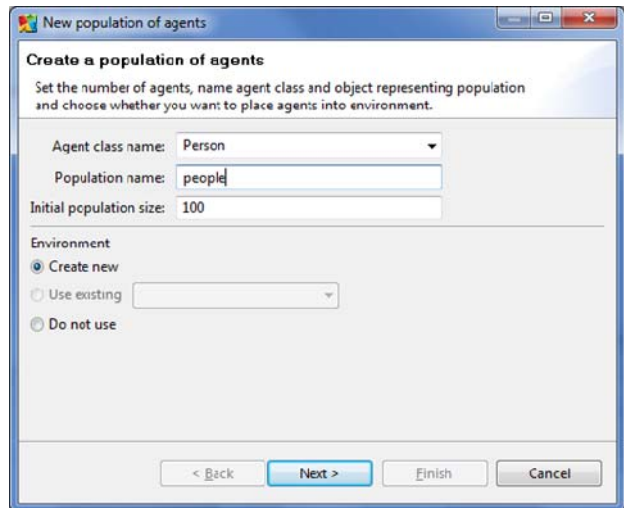 New population of agents
Create a population of agents
Set the number of agents, name agent class and object representing population
and choose whether you want to place agents into environment.
Agent class name: Person
Population name: people
Initial population size: 100
Environment
Create new
Use existing
Do not use
< Back Next > Finish Cancel